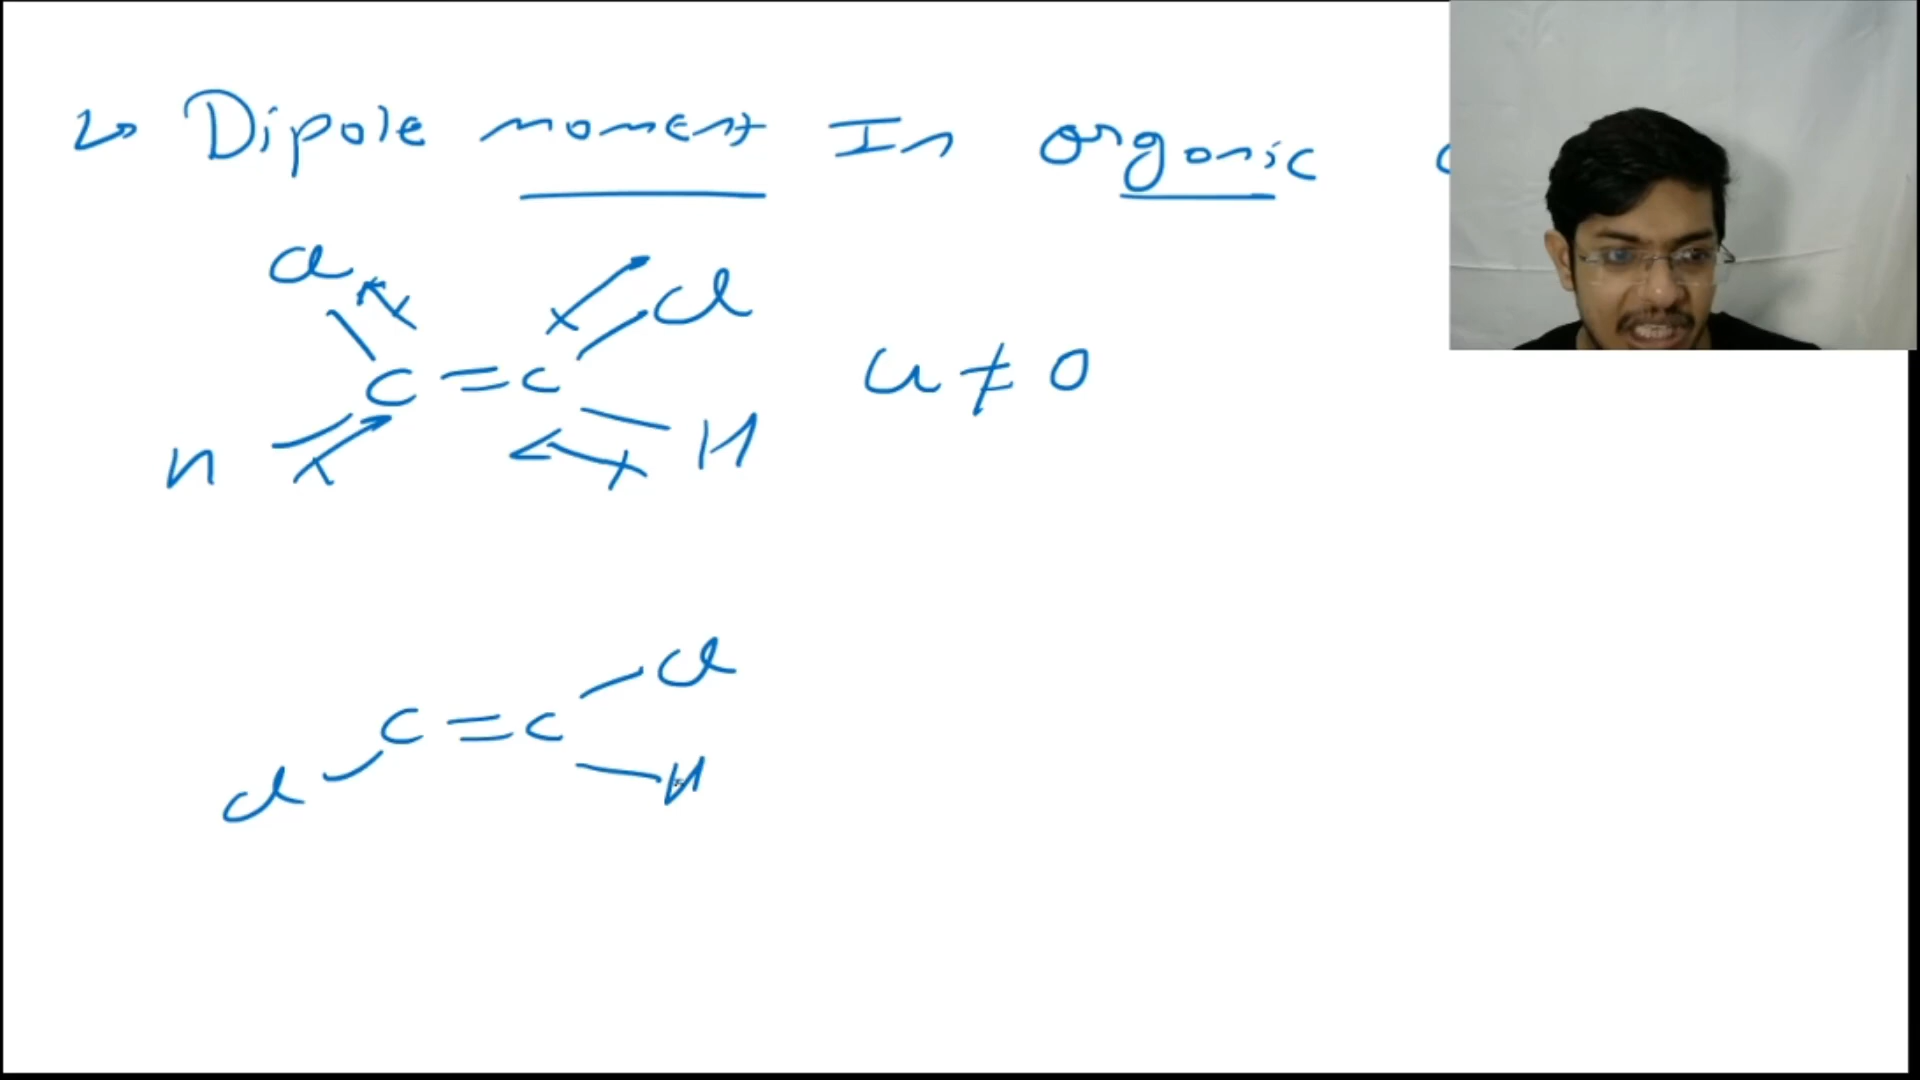 ↳ Dipole moment In organic
Cl Cl
C = C μ ≠ 0
H H
Cl
C = C
Cl H